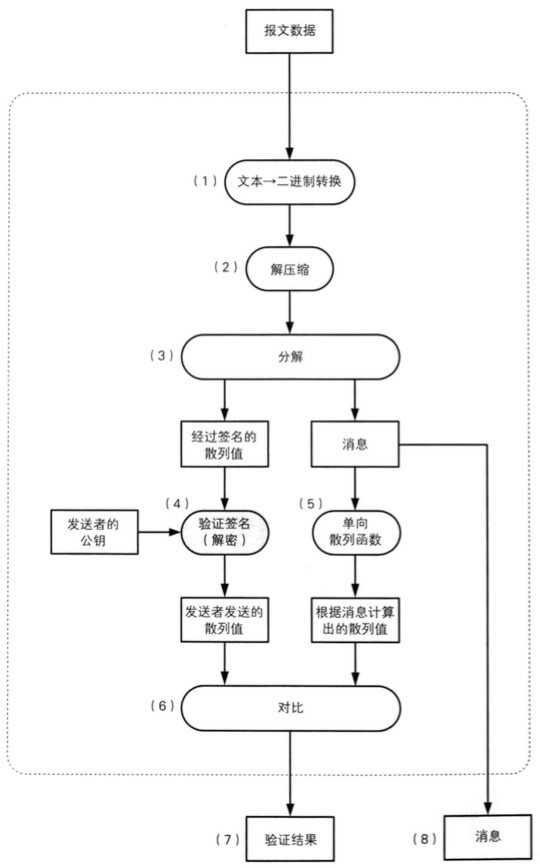 报文数据
(1)
文本→二进制转换
(2)
解压缩
(3)
分解
经过签名的
散列值
消息
(4)
验证签名
(解密)
(5)
单向
散列函数
发送者的
公钥
发送者发送的
散列值
根据消息计算
出的散列值
(6)
对比
(7)
验证结果
(8)
消息